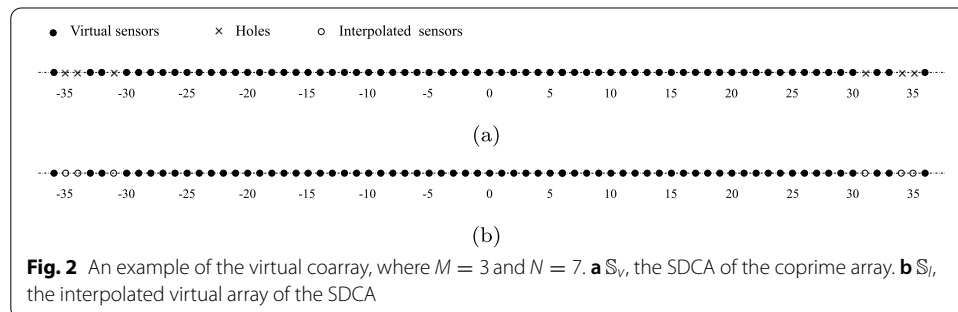 Virtual sensors Holes Interpolated sensors
-35 -30 -25 -20 -15 -10 -5 0 5 10 15 20 25 30 35
(a)
-35 -30 -25 -20 -15 -10 -5 0 5 10 15 20 25 30 35
(b)
Fig. 2 An example of the virtual coarray, where M = 3 and N = 7. a 𝕊ᵥ, the SDCA of the coprime array. b 𝕊ₗ,
the interpolated virtual array of the SDCA